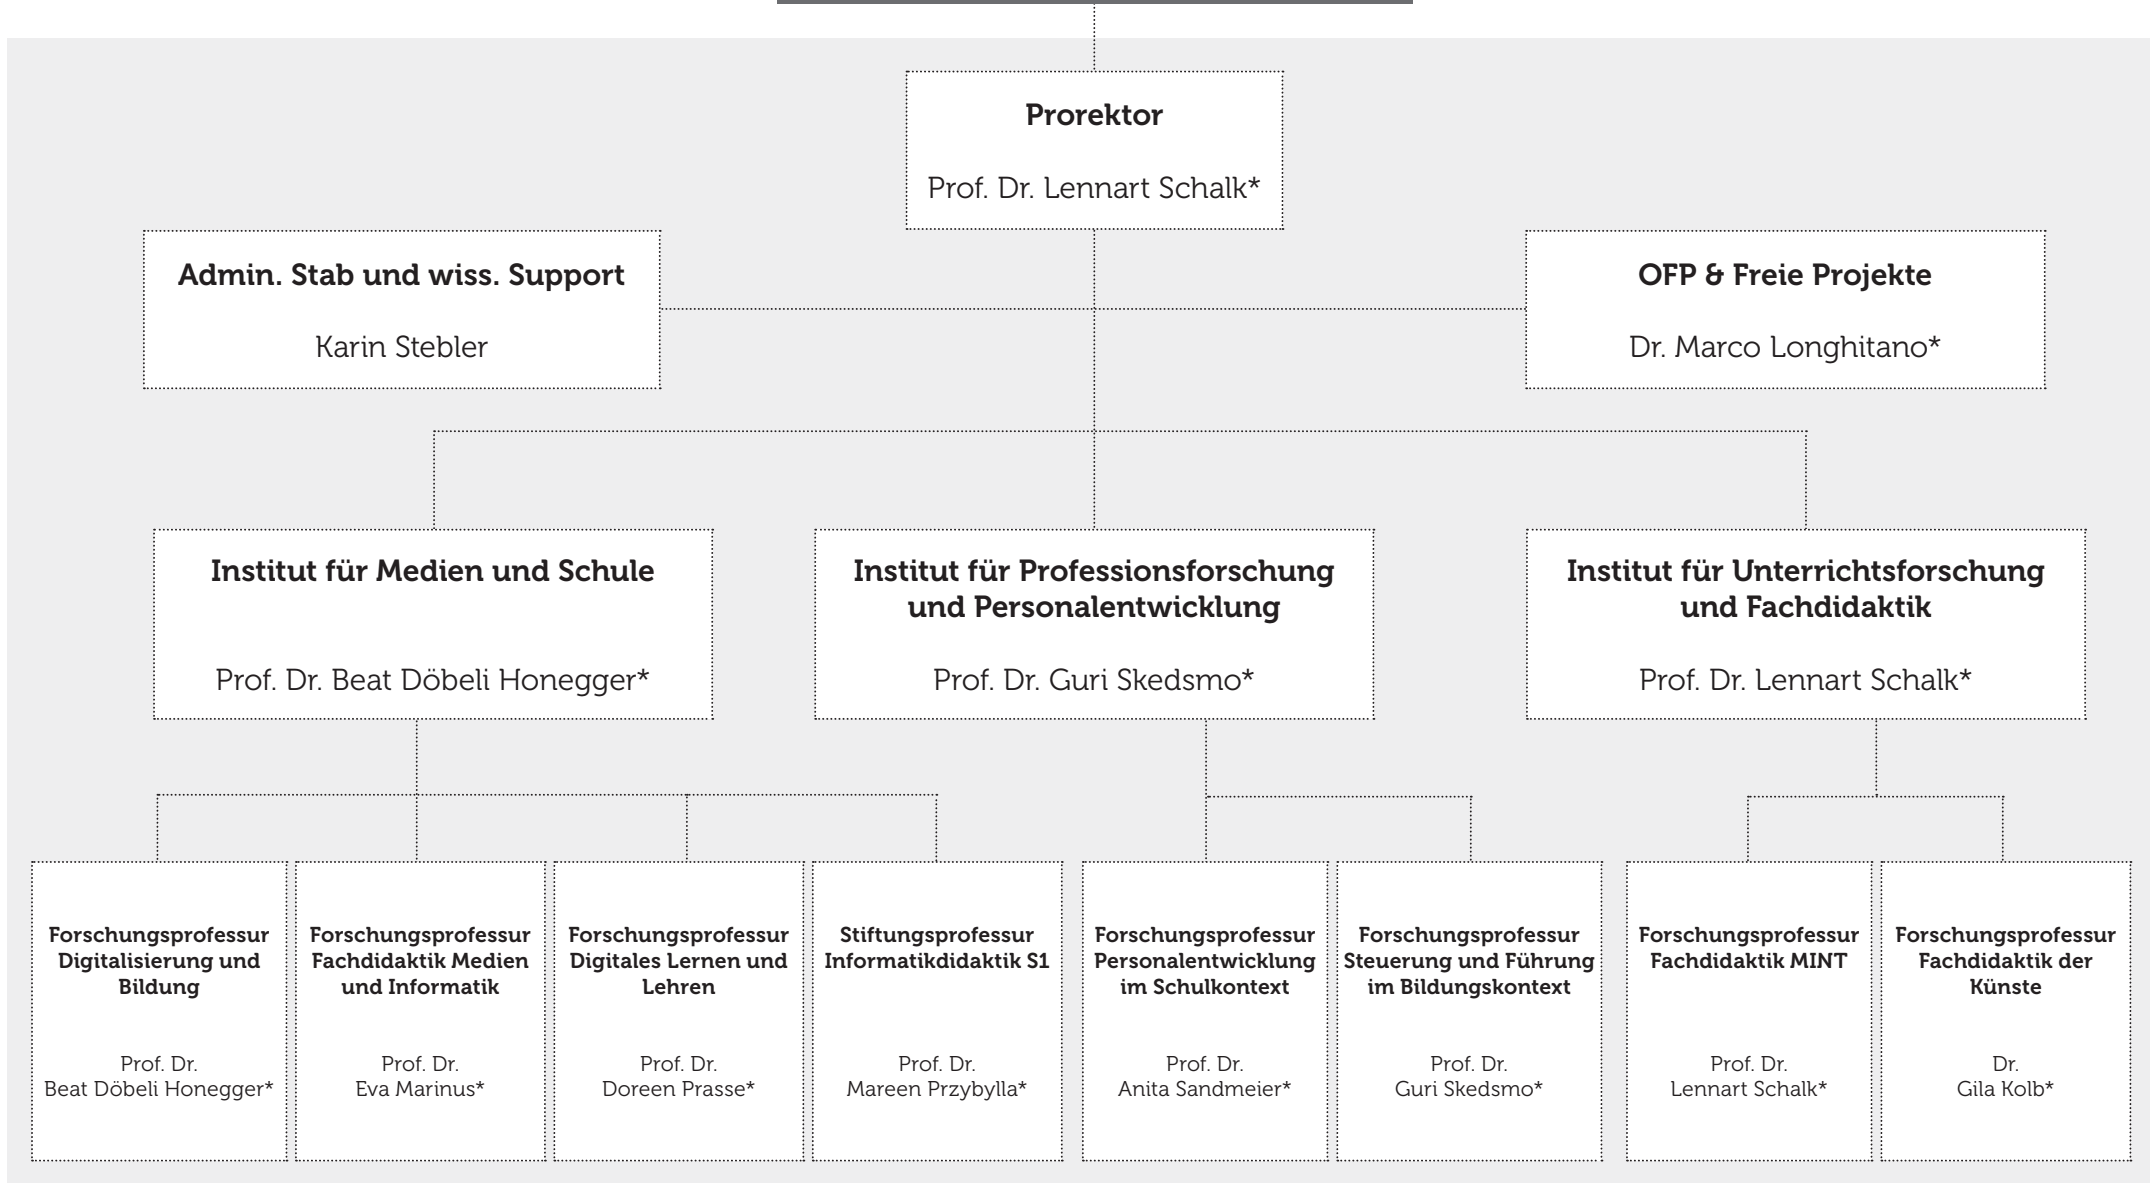 Prorektor
Prof. Dr. Lennart Schalk*
Admin. Stab und wiss. Support
Karin Stebler
OFP & Freie Projekte
Dr. Marco Longhitano*
Institut für Medien und Schule
Prof. Dr. Beat Döbeli Honegger*
Institut für Professionsforschung
und Personalentwicklung
Prof. Dr. Guri Skedsmo*
Institut für Unterrichtsforschung
und Fachdidaktik
Prof. Dr. Lennart Schalk*
Forschungsprofessur
Digitalisierung und
Bildung
Prof. Dr.
Beat Döbeli Honegger*
Forschungsprofessur
Fachdidaktik Medien
und Informatik
Prof. Dr.
Eva Marinus*
Forschungsprofessur
Digitales Lernen und
Lehren
Prof. Dr.
Doreen Prasse*
Stiftungsprofessur
Informatikdidaktik S1
Prof. Dr.
Mareen Przybylla*
Forschungsprofessur
Personalentwicklung
im Schulkontext
Prof. Dr.
Anita Sandmeier*
Forschungsprofessur
Steuerung und Führung
im Bildungskontext
Prof. Dr.
Guri Skedsmo*
Forschungsprofessur
Fachdidaktik MINT
Prof. Dr.
Lennart Schalk*
Forschungsprofessur
Fachdidaktik der
Künste
Dr.
Gila Kolb*